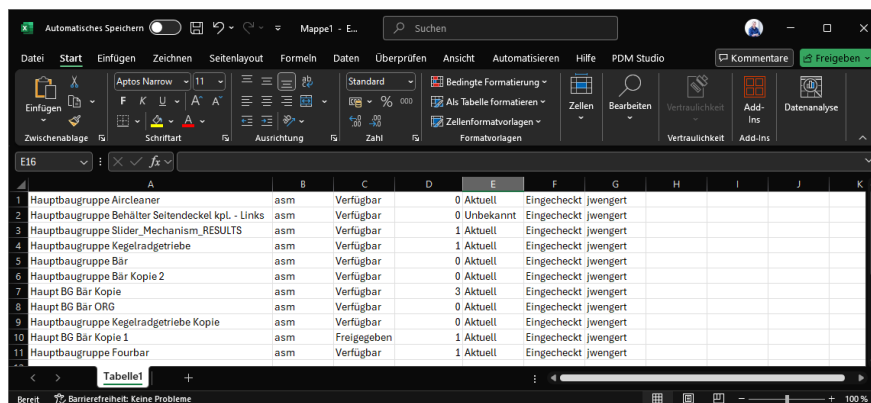 Automatisches Speichern Mappe1 - E... Suchen
Datei Start Einfügen Zeichnen Seitenlayout Formeln Daten Überprüfen Ansicht Automatisieren Hilfe PDM Studio Kommentare Freigeben
Einfügen Aptos Narrow 11 Standard Bedingte Formatierung Zellen Bearbeiten Vertraulichkeit Add-Ins Datenanalyse
F K U A A % 000 Als Tabelle formatieren
A Zellenformatvorlagen
Zwischenablage Schriftart Ausrichtung Zahl Formatvorlagen Vertraulichkeit Add-Ins
E16 fx
A B C D E F G H I J K
1 Hauptbaugruppe Aircleaner asm Verfügbar 0 Aktuell Eingecheckt jwengert
2 Hauptbaugruppe Behälter Seitendeckel kpl. - Links asm Verfügbar 0 Unbekannt Eingecheckt jwengert
3 Hauptbaugruppe Slider_Mechanism_RESULTS asm Verfügbar 1 Aktuell Eingecheckt jwengert
4 Hauptbaugruppe Kegelradgetriebe asm Verfügbar 1 Aktuell Eingecheckt jwengert
5 Hauptbaugruppe Bär asm Verfügbar 0 Aktuell Eingecheckt jwengert
6 Hauptbaugruppe Bär Kopie 2 asm Verfügbar 0 Aktuell Eingecheckt jwengert
7 Haupt BG Bär Kopie asm Verfügbar 3 Aktuell Eingecheckt jwengert
8 Haupt BG Bär ORG asm Verfügbar 0 Aktuell Eingecheckt jwengert
9 Hauptbaugruppe Kegelradgetriebe Kopie asm Verfügbar 0 Aktuell Eingecheckt jwengert
10 Haupt BG Bär Kopie 1 asm Freigegeben 1 Aktuell Eingecheckt jwengert
11 Hauptbaugruppe Fourbar asm Verfügbar 1 Aktuell Eingecheckt jwengert
Tabelle1
Bereit Barrierefreiheit: Keine Probleme 100 %